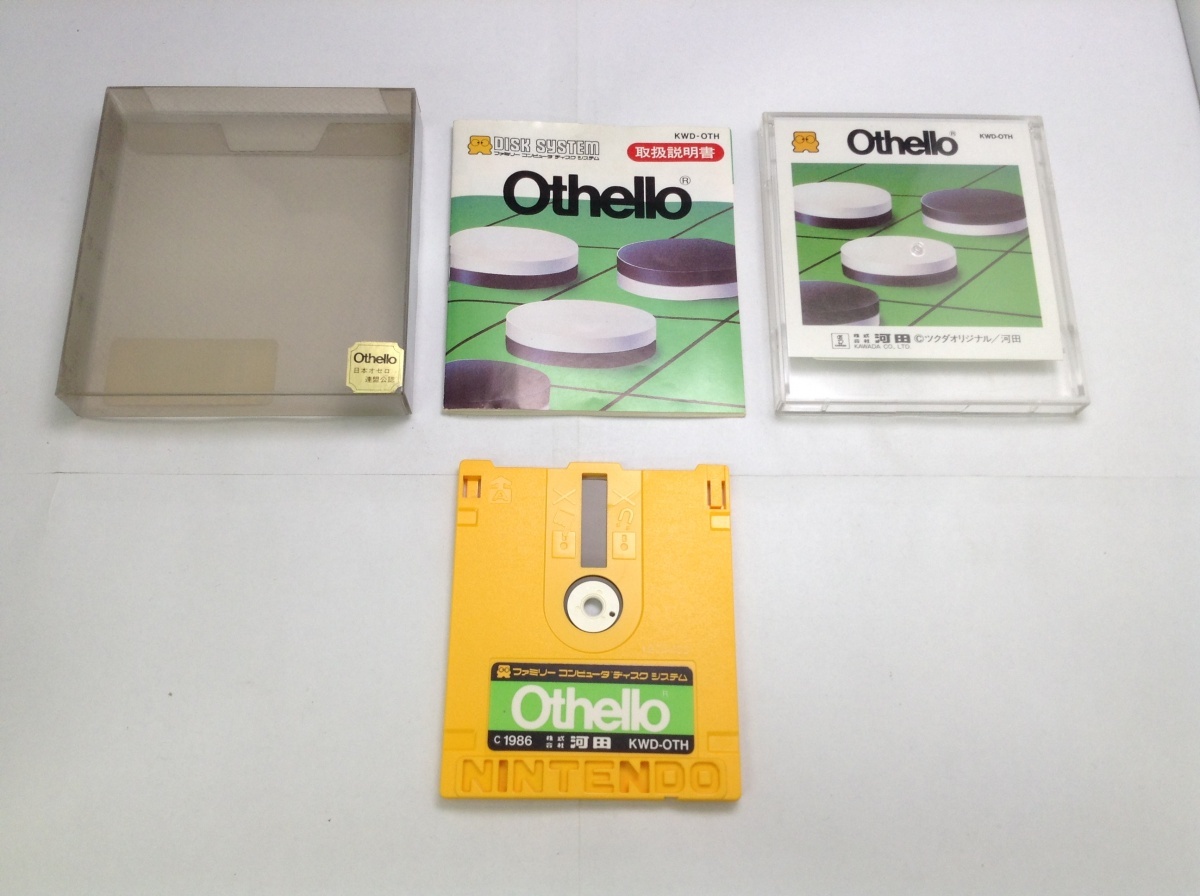 Othello
日本オセロ
連盟公認
DISK SYSTEM
ファミリー コンピュータ ディスク システム
KWD-OTH
取扱説明書
Othello®
Othello®
KWD-OTH
株式会社 河田 ©ツクダオリジナル/河田
KAWADA CO., LTD.
ファミリー コンピュータ ディスク システム
Othello®
C 1986 株式会社 河田 KWD-OTH
NINTENDO